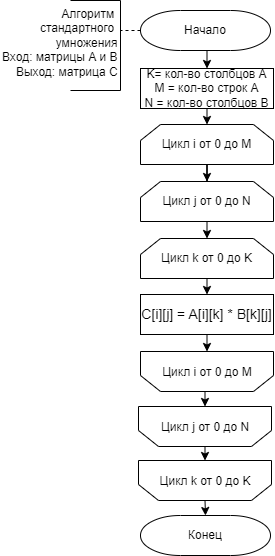 Алгоритм
стандартного
умножения
Вход: матрицы A и B
Выход: матрица C
Начало
K= кол-во столбцов A
M = кол-во строк A
N = кол-во столбцов B
Цикл i от 0 до M
Цикл j от 0 до N
Цикл k от 0 до K
C[i][j] = A[i][k] * B[k][j]
Цикл i от 0 до M
Цикл j от 0 до N
Цикл k от 0 до K
Конец